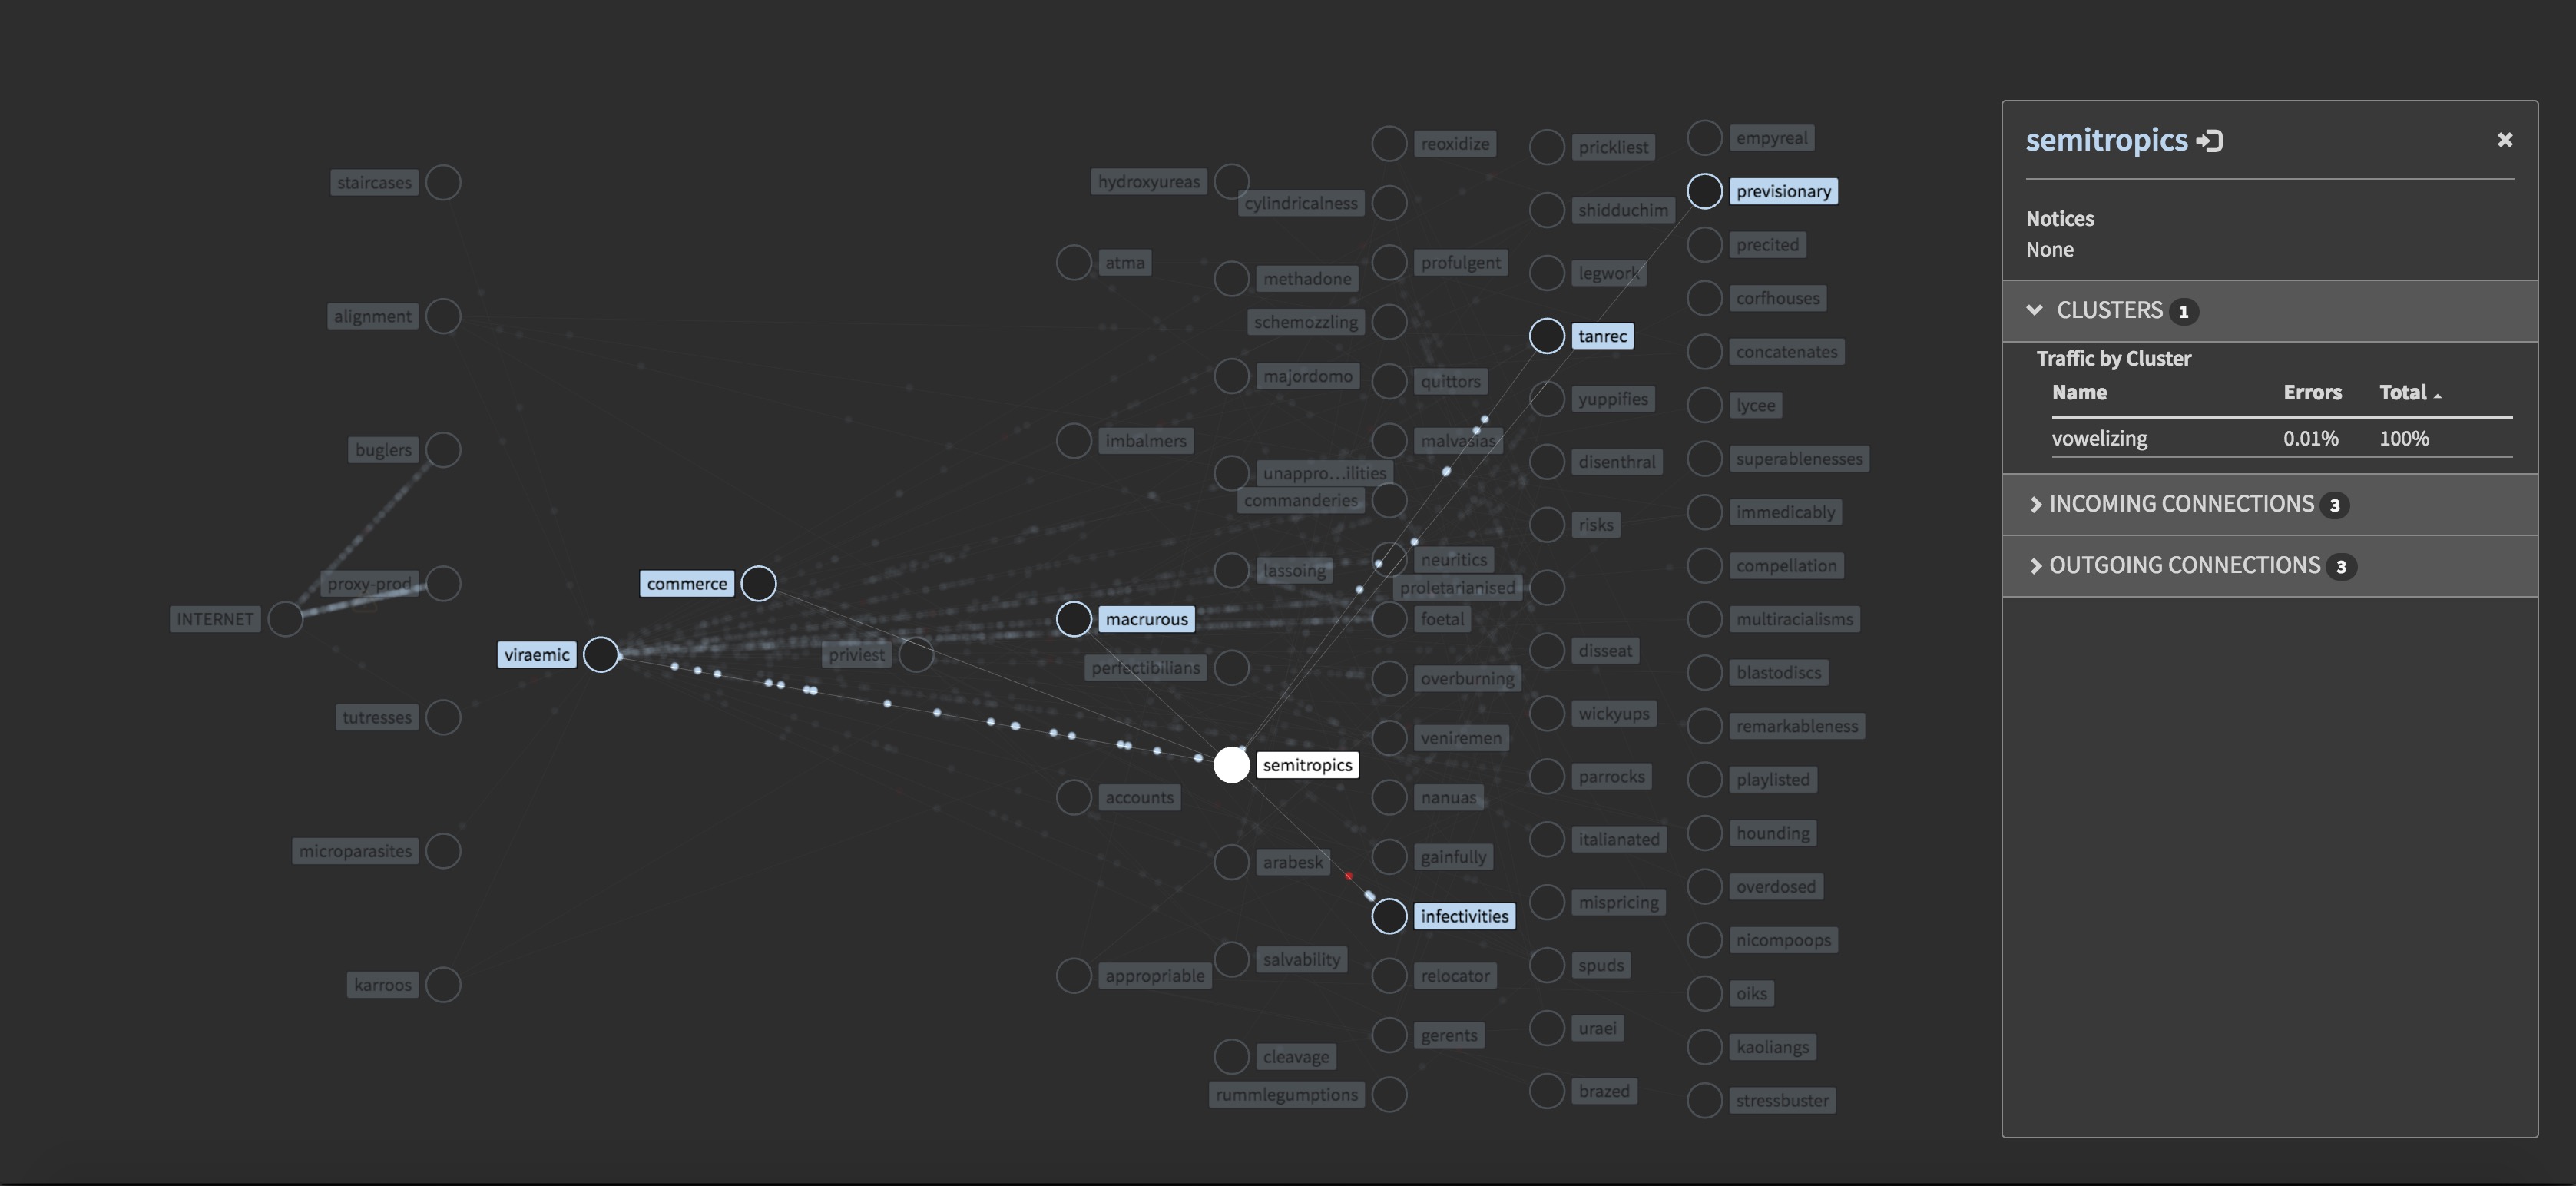 staircases
alignment
buglers
proxy-prod
INTERNET
tutresses
microparasites
karroos
viraemic
commerce
priviest
atma
imbalmers
macrurous
accounts
appropriable
hydroxyureas
methadone
majordomo
unappro...ilities
lassoing
perfectibilians
semitropics
arabesk
salvability
cleavage
reoxidize
cylindricalness
profulgent
schemozzling
quittors
malvasias
commanderies
neuritics
foetal
overburning
veniremen
nanuas
gainfully
infectivities
relocator
gerents
rummlegumptions
prickliest
shidduchim
legwork
tanrec
yuppifies
disenthral
risks
proletarianised
disseat
wickyups
parrocks
italianated
mispricing
spuds
uraei
brazed
empyreal
previsionary
precited
corfhouses
concatenates
lycee
superablenesses
immedicably
compellation
multiracialisms
blastodiscs
remarkableness
playlisted
hounding
overdosed
nicompoops
oiks
kaoliangs
stressbuster
semitropics
Notices
None
CLUSTERS 1
Traffic by Cluster
Name Errors Total
vowelizing 0.01% 100%
INCOMING CONNECTIONS 3
OUTGOING CONNECTIONS 3